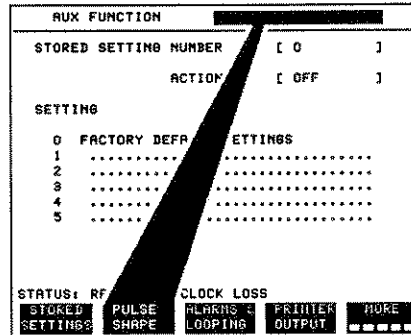 AUX FUNCTION
STORED SETTING NUMBER [ 0 ]
ACTION [ OFF ]
SETTING
0 FACTORY DEFA ETTINGS
1 ..................................
2 ..................................
3 ..................................
4 ..................................
5 ..................................
STATUS: RF CLOCK LOSS
STORED SETTINGS PULSE SHAPE ALARMS & LOOPING PRINTER OUTPUT MORE